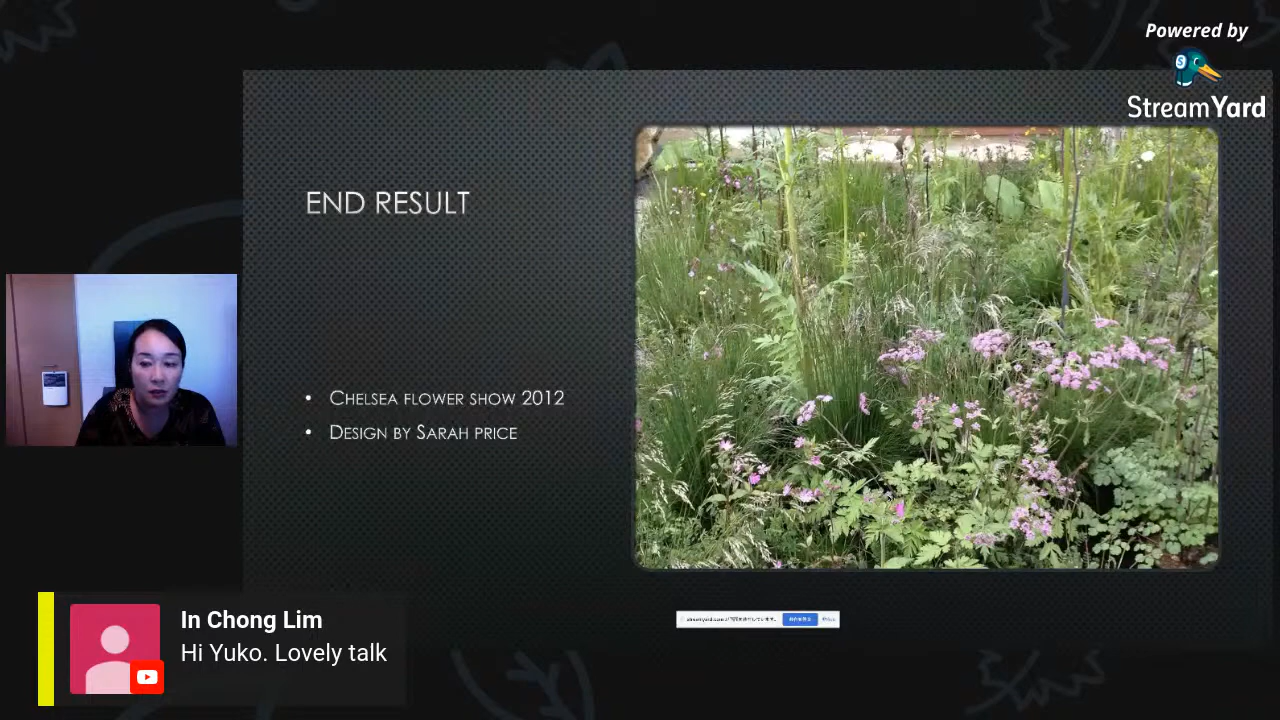 Powered by
StreamYard
END RESULT
• CHELSEA FLOWER SHOW 2012
• DESIGN BY SARAH PRICE
In Chong Lim
Hi Yuko. Lovely talk